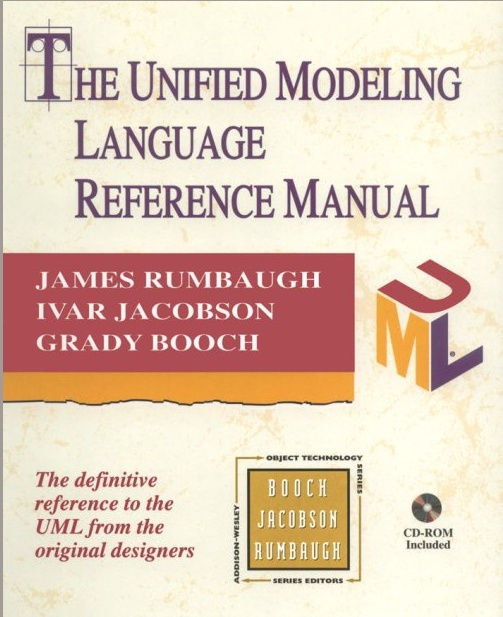 THE UNIFIED MODELING
LANGUAGE
REFERENCE MANUAL
JAMES RUMBAUGH
IVAR JACOBSON
GRADY BOOCH
UML
The definitive
reference to the
UML from the
original designers
OBJECT TECHNOLOGY
SERIES
BOOCH
JACOBSON
RUMBAUGH
ADDISON-WESLEY
SERIES EDITORS
CD-ROM
Included